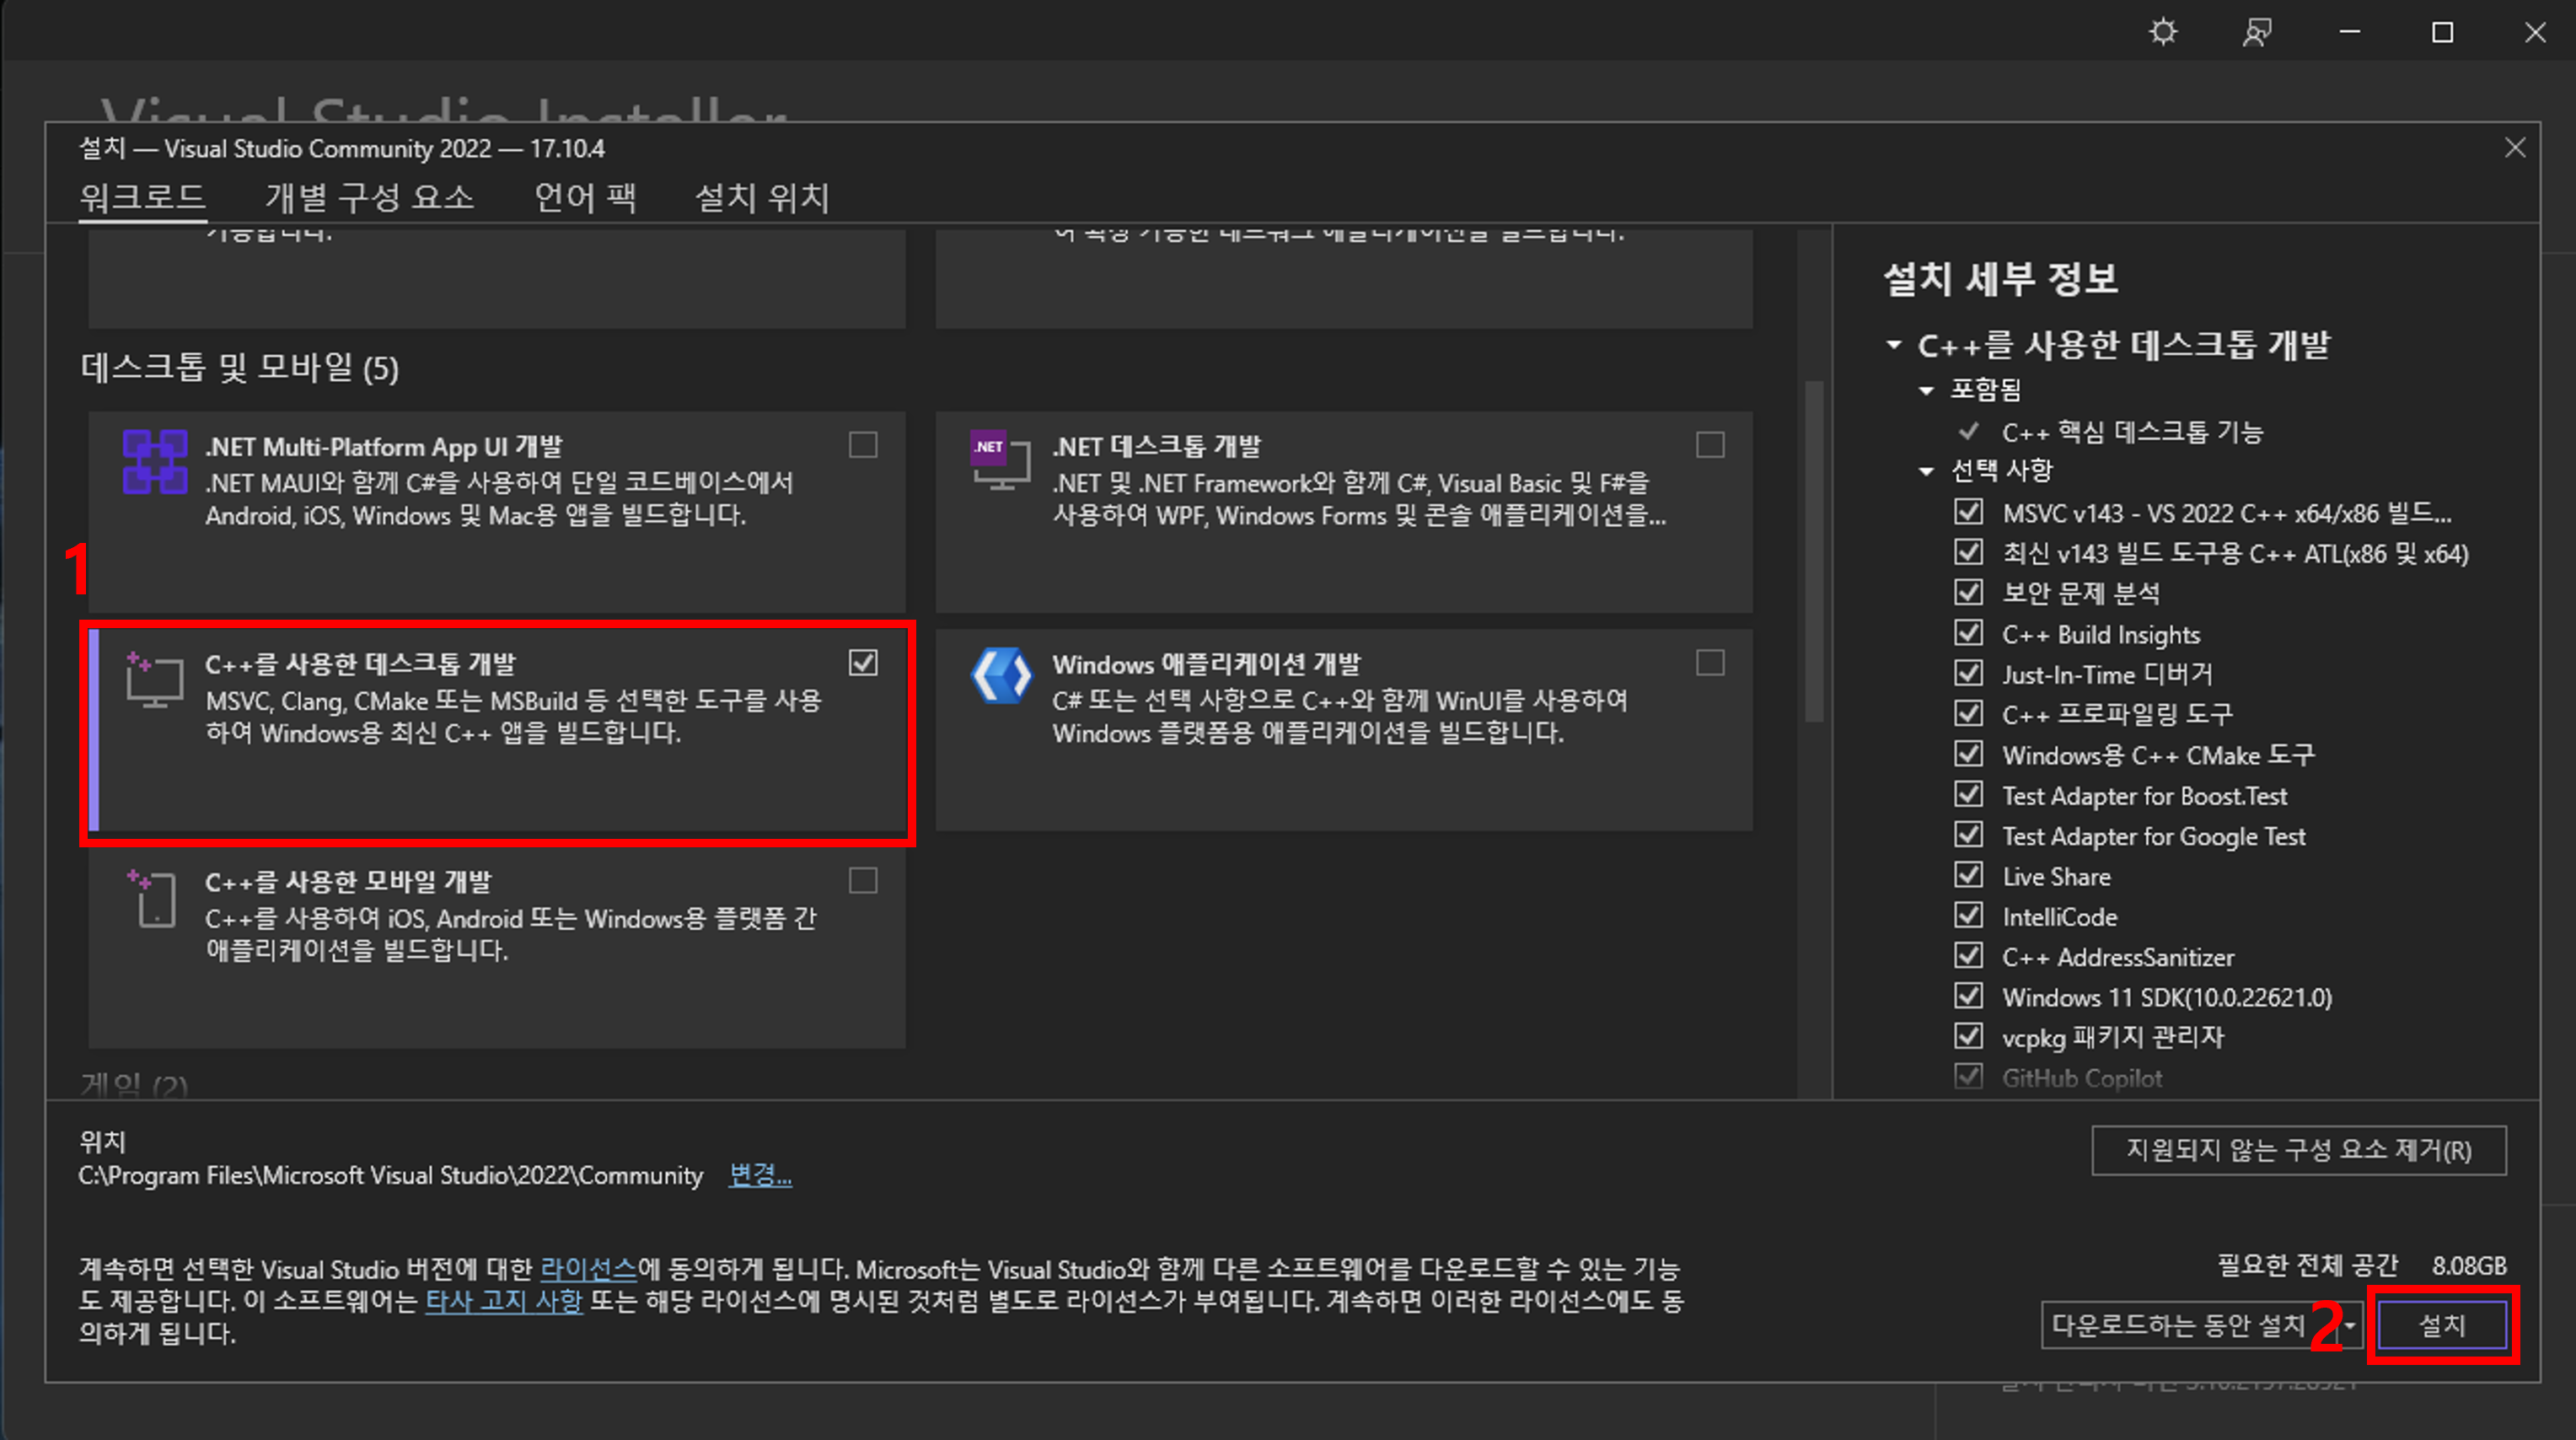 Visual Studio Installer
설치 — Visual Studio Community 2022 — 17.10.4
워크로드 개별 구성 요소 언어 팩 설치 위치
가능합니다.
어 확장 가능한 네트워크 애플리케이션을 빌드합니다.
데스크톱 및 모바일 (5)
.NET Multi-Platform App UI 개발
.NET MAUI와 함께 C#을 사용하여 단일 코드베이스에서
Android, iOS, Windows 및 Mac용 앱을 빌드합니다.
.NET
.NET 데스크톱 개발
.NET 및 .NET Framework와 함께 C#, Visual Basic 및 F#을
사용하여 WPF, Windows Forms 및 콘솔 애플리케이션을...
1
C++를 사용한 데스크톱 개발
MSVC, Clang, CMake 또는 MSBuild 등 선택한 도구를 사용
하여 Windows용 최신 C++ 앱을 빌드합니다.
Windows 애플리케이션 개발
C# 또는 선택 사항으로 C++와 함께 WinUI를 사용하여
Windows 플랫폼용 애플리케이션을 빌드합니다.
C++를 사용한 모바일 개발
C++를 사용하여 iOS, Android 또는 Windows용 플랫폼 간
애플리케이션을 빌드합니다.
게임 (2)
설치 세부 정보
C++를 사용한 데스크톱 개발
포함됨
C++ 핵심 데스크톱 기능
선택 사항
MSVC v143 - VS 2022 C++ x64/x86 빌드...
최신 v143 빌드 도구용 C++ ATL(x86 및 x64)
보안 문제 분석
C++ Build Insights
Just-In-Time 디버거
C++ 프로파일링 도구
Windows용 C++ CMake 도구
Test Adapter for Boost.Test
Test Adapter for Google Test
Live Share
IntelliCode
C++ AddressSanitizer
Windows 11 SDK(10.0.22621.0)
vcpkg 패키지 관리자
GitHub Copilot
위치
C:\Program Files\Microsoft Visual Studio\2022\Community 변경...
지원되지 않는 구성 요소 제거(R)
계속하면 선택한 Visual Studio 버전에 대한 라이선스에 동의하게 됩니다. Microsoft는 Visual Studio와 함께 다른 소프트웨어를 다운로드할 수 있는 기능
도 제공합니다. 이 소프트웨어는 타사 고지 사항 또는 해당 라이선스에 명시된 것처럼 별도로 라이선스가 부여됩니다. 계속하면 이러한 라이선스에도 동
의하게 됩니다.
필요한 전체 공간 8.08GB
다운로드하는 동안 설치
2
설치